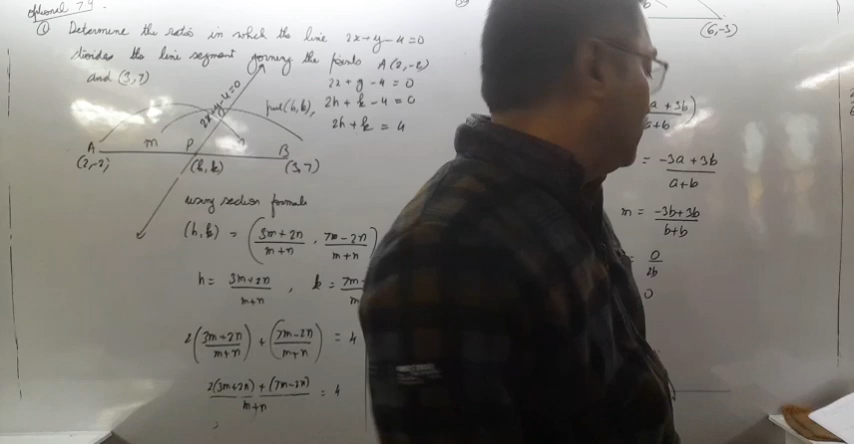 optional 7.4
① Determine the ratio in which the line 2x+y-4=0
divides the line segment joining the points A(2,-2)
and (3,7)
2x+y-4=0
2x+y-4=0
put(h,k), 2h+k-4=0
2h+k=4
A m P n B
(2,-2) (h,k) (3,7)
using section formula
(h,k) = (3m+2n/m+n , 7m-2n/m+n)
h = 3m+2n/m+n , k = 7m-
2(3m+2n/m+n) + (7m-2n/m+n) = 4
2(3m+2n)+(7m-2n)/m+n = 4
(6,-3)
a+3b)
a+b)
= -3a+3b/a+b
m = -3b+3b/b+b
= 0/2b
0